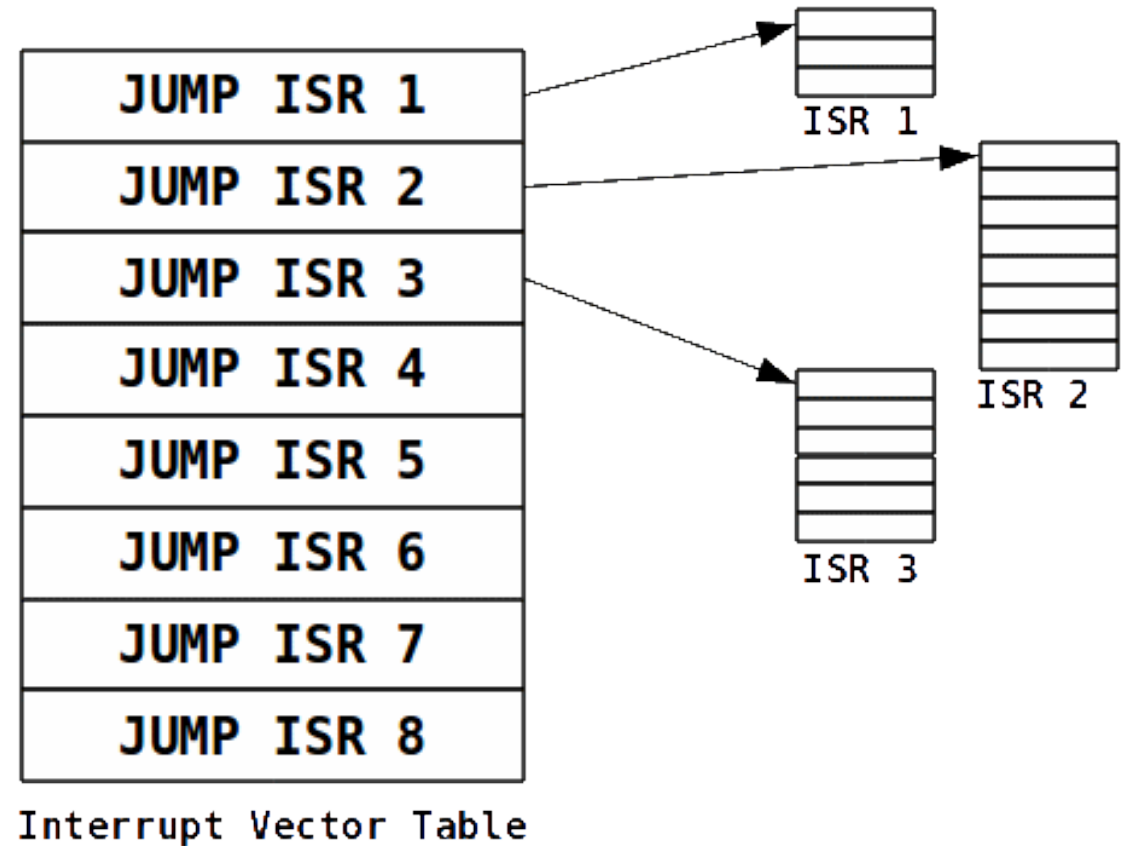 JUMP ISR 1
JUMP ISR 2
JUMP ISR 3
JUMP ISR 4
JUMP ISR 5
JUMP ISR 6
JUMP ISR 7
JUMP ISR 8
Interrupt Vector Table
ISR 1
ISR 2
ISR 3